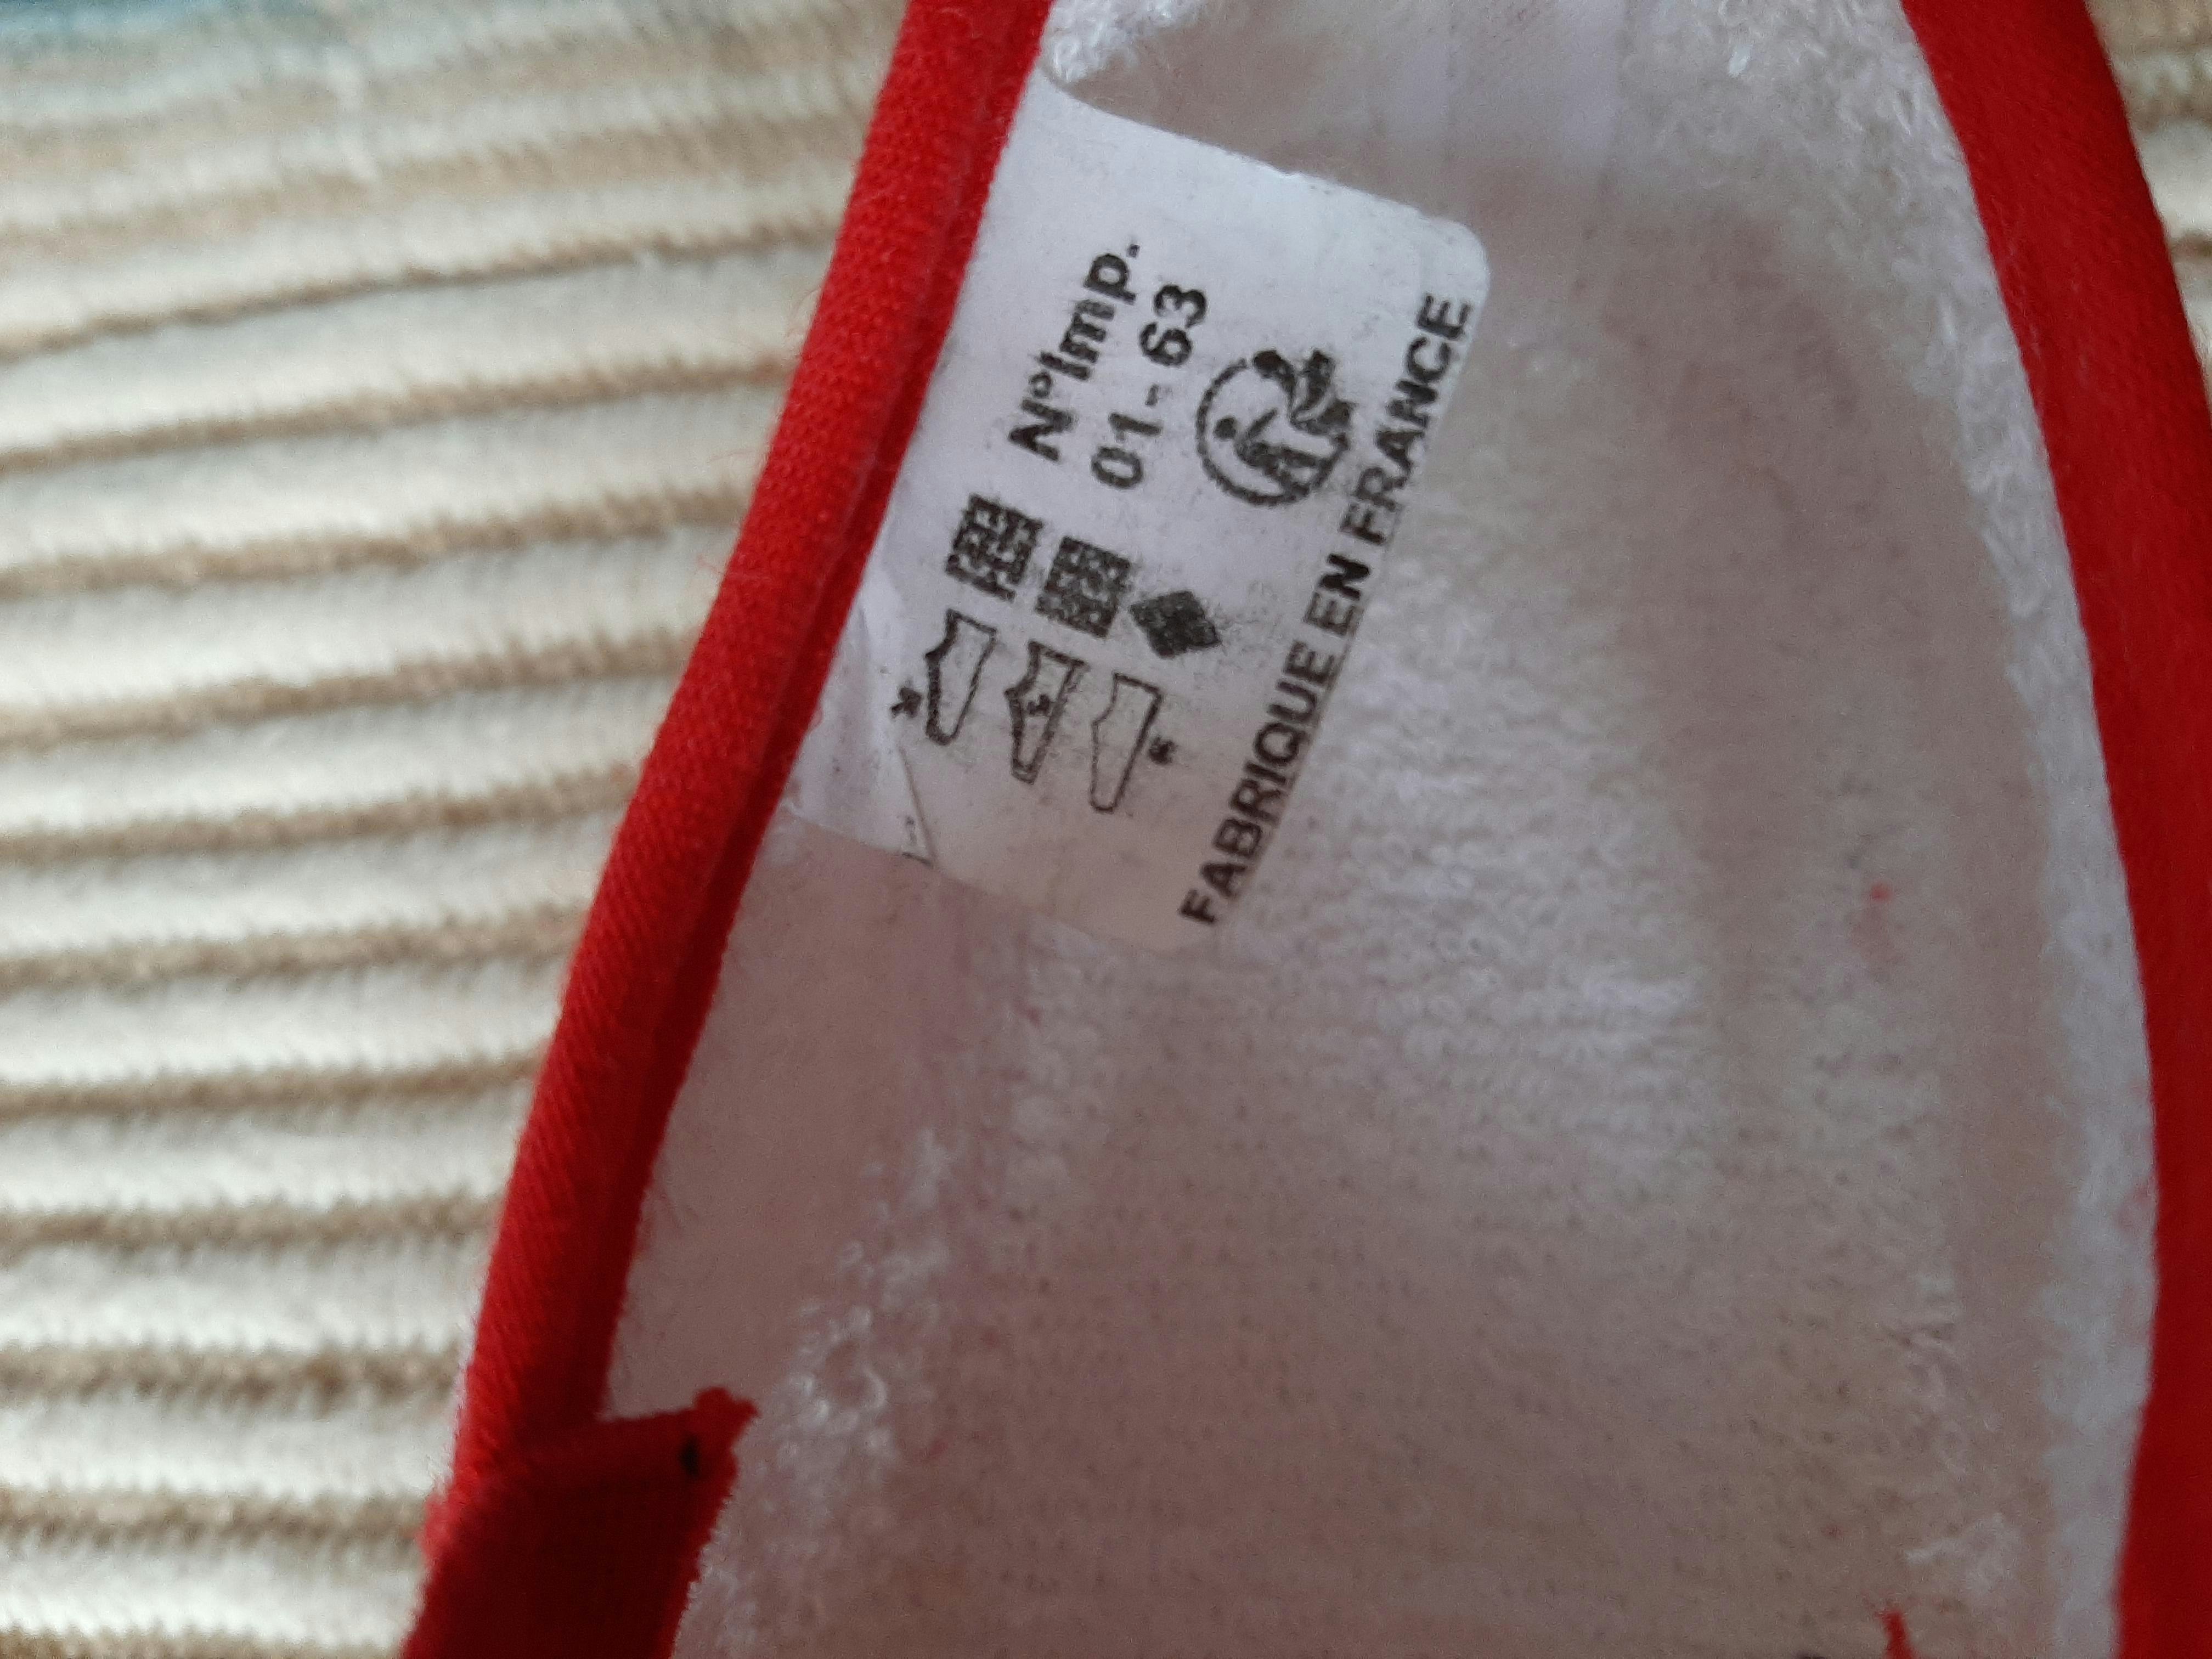 N°Imp.
01-63
FABRIQUE EN FRANCE